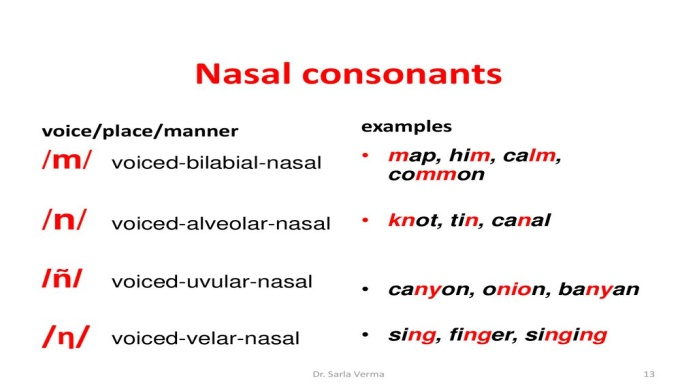 Nasal consonants
voice/place/manner
/m/ voiced-bilabial-nasal
/n/ voiced-alveolar-nasal
/ñ/ voiced-uvular-nasal
/η/ voiced-velar-nasal
examples
• map, him, calm,
common
• knot, tin, canal
• canyon, onion, banyan
• sing, finger, singing
Dr. Sarla Verma
13